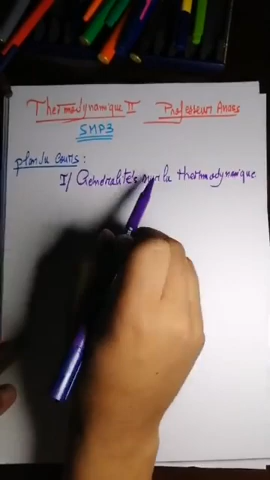 Thermodynamique II Professeur Anass
SMP3
plan du cours :
I/ Généralités sur la thermodynamique